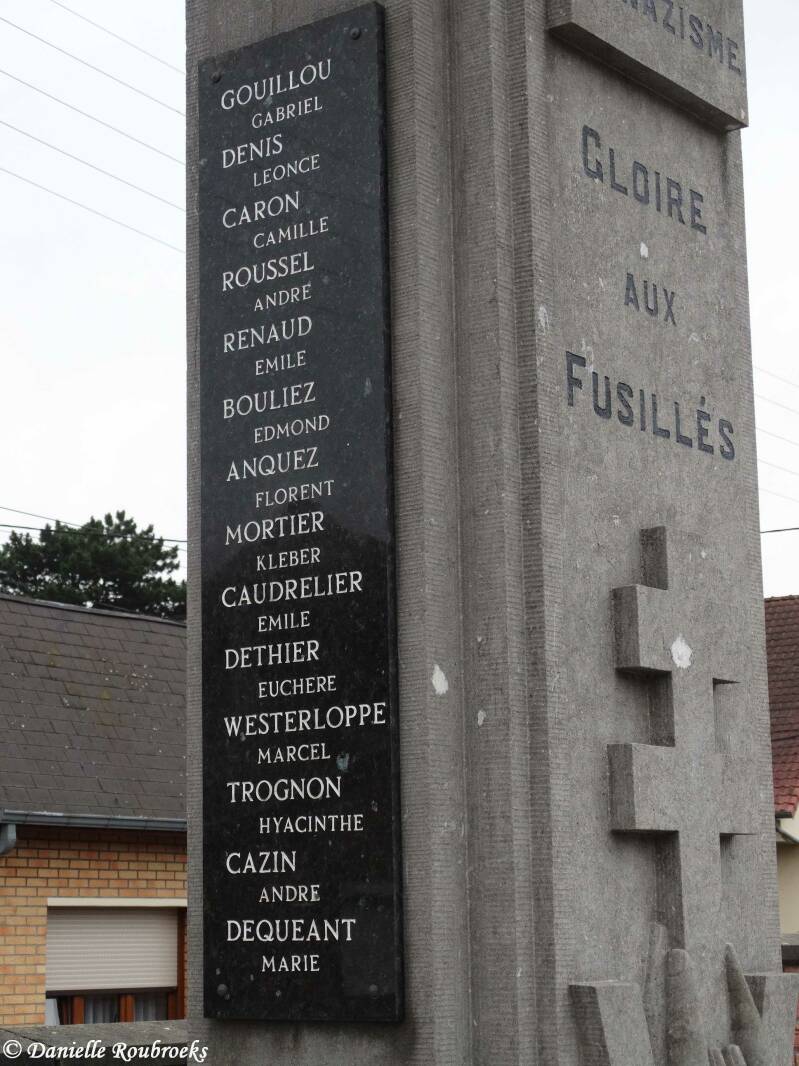 GOUILLOU
GABRIEL
DENIS
LEONCE
CARON
CAMILLE
ROUSSEL
ANDRE
RENAUD
EMILE
BOULIEZ
EDMOND
ANQUEZ
FLORENT
MORTIER
KLEBER
CAUDRELIER
EMILE
DETHIER
EUCHERE
WESTERLOPPE
MARCEL
TROGNON
HYACINTHE
CAZIN
ANDRE
DEQUEANT
MARIE
NAZISME
GLOIRE
AUX
FUSILLÉS
© Danielle Roubroeks